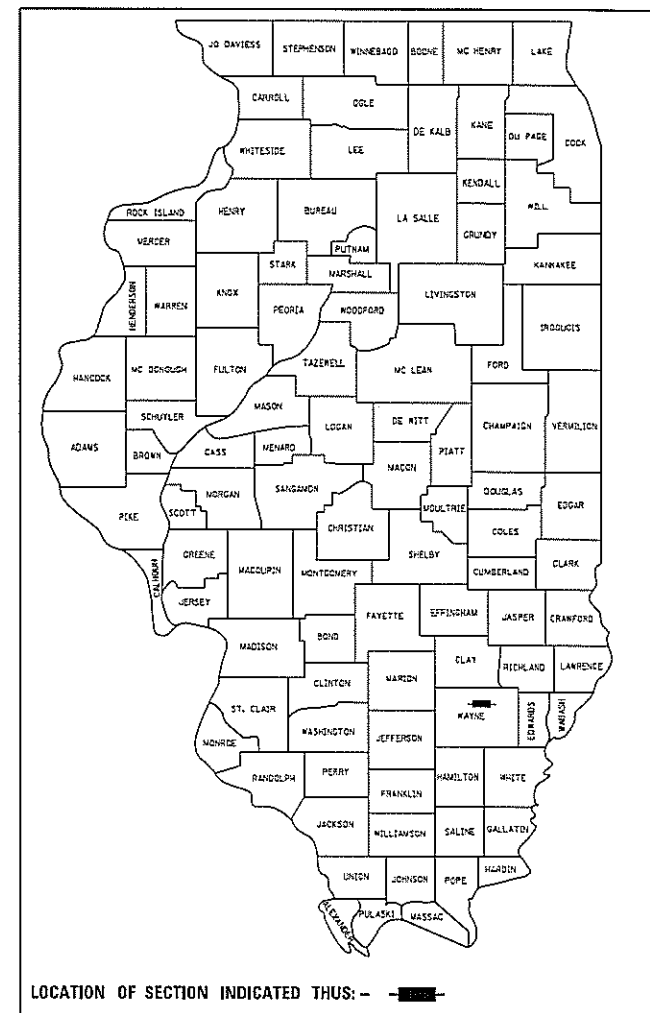 JO DAVIESS STEPHENSON WINNEBAGO BOONE MC HENRY LAKE
CARROLL OGLE DE KALB KANE DU PAGE COOK
WHITESIDE LEE
KENDALL
ROCK ISLAND HENRY BUREAU LA SALLE WILL
MERCER PUTNAM GRUNDY
STARK MARSHALL KANKAKEE
HENDERSON WARREN KNOX PEORIA WOODFORD LIVINGSTON IROQUOIS
HANCOCK MC DONOUGH FULTON TAZEWELL MC LEAN FORD
SCHUYLER MASON LOGAN DE WITT CHAMPAIGN VERMILION
ADAMS BROWN CASS MENARD MACON PIATT
PIKE SCOTT MORGAN SANGAMON CHRISTIAN MOULTRIE DOUGLAS EDGAR
COLES
CALHOUN GREENE MACOUPIN MONTGOMERY SHELBY CUMBERLAND CLARK
JERSEY FAYETTE EFFINGHAM JASPER CRAWFORD
MADISON BOND CLAY RICHLAND LAWRENCE
CLINTON MARION
ST. CLAIR WASHINGTON JEFFERSON WAYNE EDWARDS WABASH
MONROE
RANDOLPH PERRY FRANKLIN HAMILTON WHITE
JACKSON WILLIAMSON SALINE GALLATIN
UNION JOHNSON POPE HARDIN
ALEXANDER PULASKI MASSAC
LOCATION OF SECTION INDICATED THUS: -